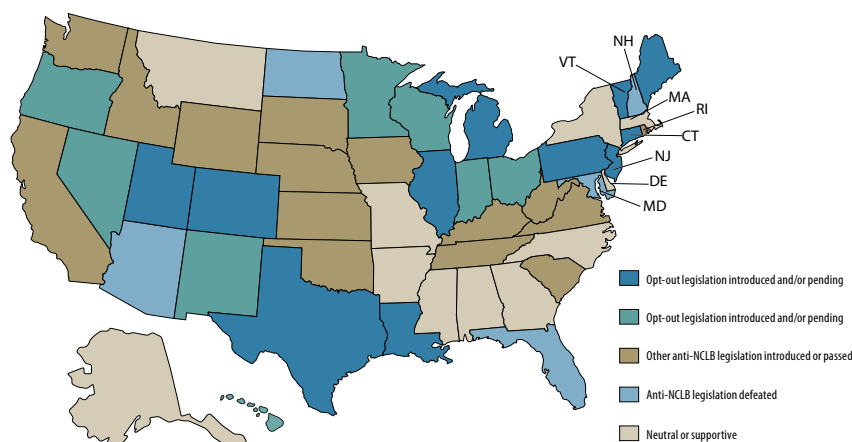 NH
VT
MA
RI
CT
NJ
DE
MD
Opt-out legislation introduced and/or pending
Opt-out legislation introduced and/or pending
Other anti-NCLB legislation introduced or passed
Anti-NCLB legislation defeated
Neutral or supportive